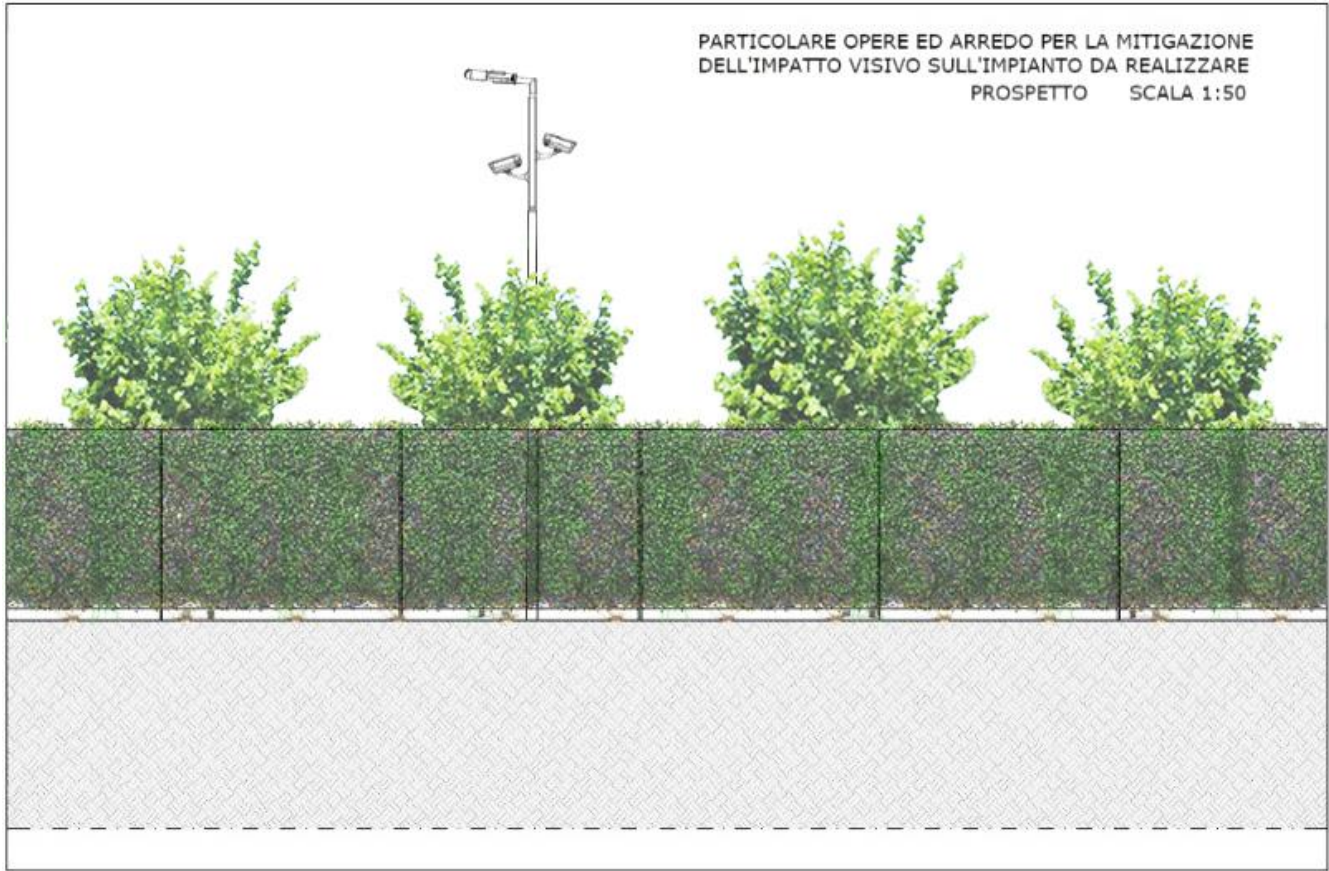 PARTICOLARE OPERE ED ARREDO PER LA MITIGAZIONE
DELL'IMPATTO VISIVO SULL'IMPIANTO DA REALIZZARE
PROSPETTO SCALA 1:50